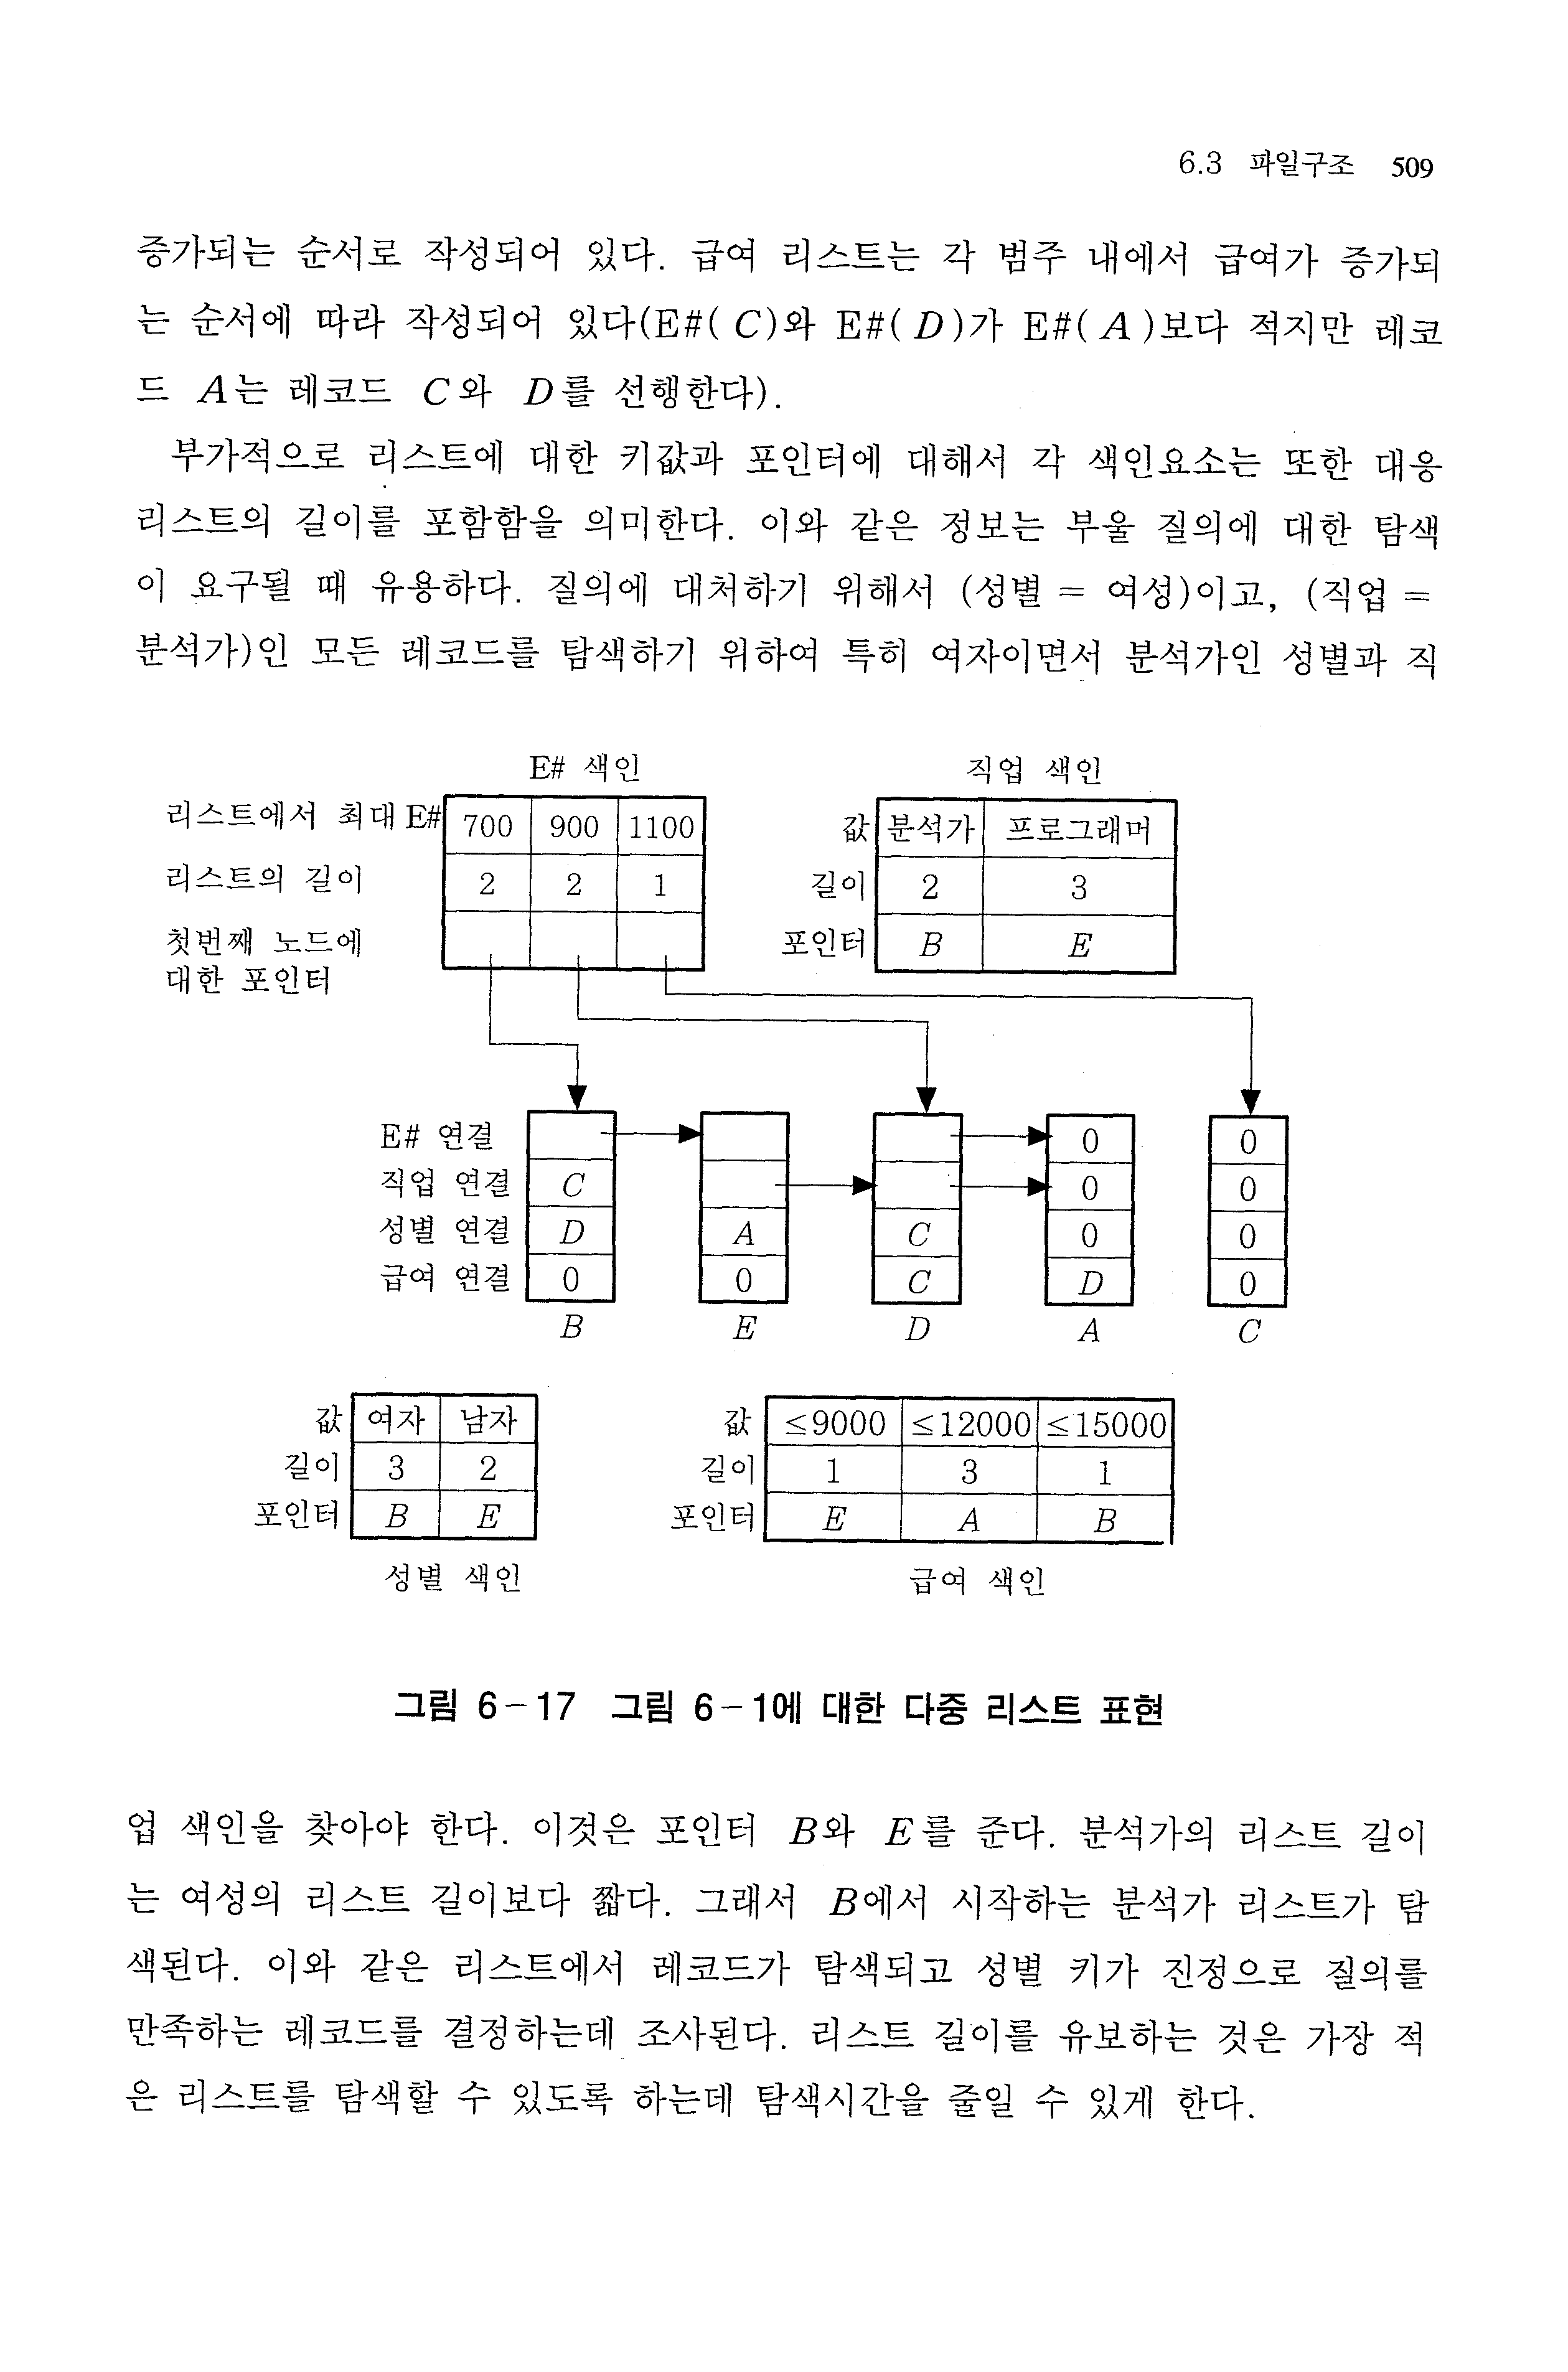 6.3 파일구조 509
증가되는 순서로 작성되어 있다. 급여 리스트는 각 범주 내에서 급여가 증가되
는 순서에 따라 작성되어 있다(E#( C)와 E#( D )가 E#( A )보다 적지만 레코
드 A는 레코드 C와 D를 선행한다).
부가적으로 리스트에 대한 키값과 포인터에 대해서 각 색인요소는 또한 대응
리스트의 길이를 포함함을 의미한다. 이와 같은 정보는 부울 질의에 대한 탐색
이 요구될 때 유용하다. 질의에 대처하기 위해서 (성별 = 여성)이고, (직업 =
분석가)인 모든 레코드를 탐색하기 위하여 특히 여자이면서 분석가인 성별과 직
E# 색인 직업 색인
리스트에서 최대 E# 700 900 1100 값 분석가 프로그래머
리스트의 길이 2 2 1 길이 2 3
첫번째 노드에 포인터 B E
대한 포인터
E# 연결 0 0
직업 연결 C 0 0
성별 연결 D A C 0 0
급여 연결 0 0 C D 0
B E D A C
값 여자 남자 값 ≤9000 ≤12000 ≤15000
길이 3 2 길이 1 3 1
포인터 B E 포인터 E A B
성별 색인 급여 색인
그림 6-17 그림 6-1에 대한 다중 리스트 표현
업 색인을 찾아야 한다. 이것은 포인터 B와 E를 준다. 분석가의 리스트 길이
는 여성의 리스트 길이보다 짧다. 그래서 B에서 시작하는 분석가 리스트가 탐
색된다. 이와 같은 리스트에서 레코드가 탐색되고 성별 키가 진정으로 질의를
만족하는 레코드를 결정하는데 조사된다. 리스트 길이를 유보하는 것은 가장 적
은 리스트를 탐색할 수 있도록 하는데 탐색시간을 줄일 수 있게 한다.